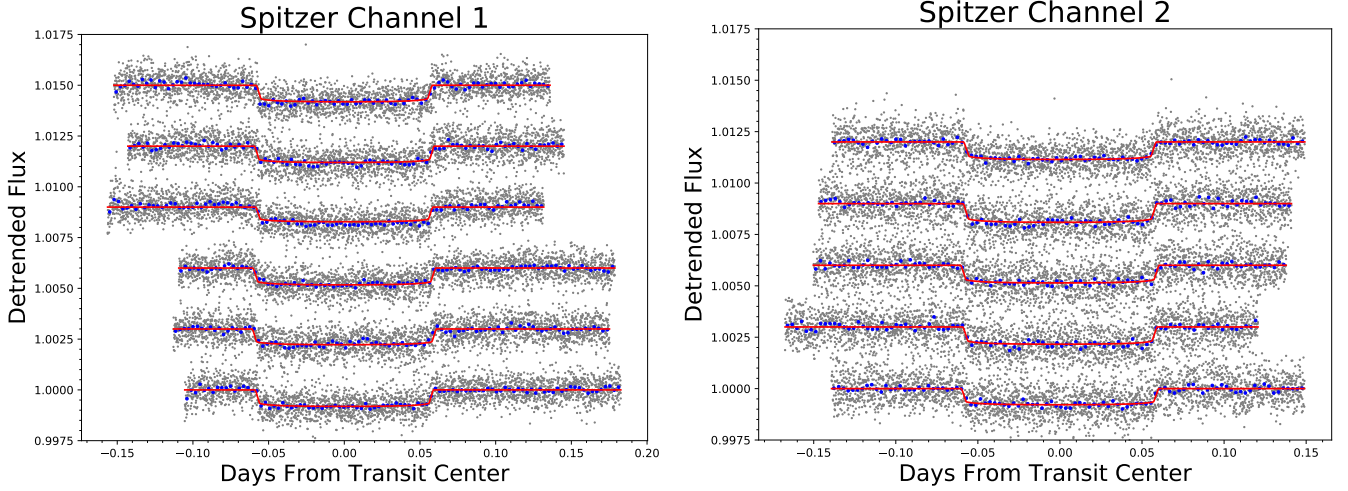 Spitzer Channel 1
1.0175
1.0150
1.0125
1.0100
1.0075
1.0050
1.0025
1.0000
0.9975
Detrended Flux
−0.15 −0.10 −0.05 0.00 0.05 0.10 0.15 0.20
Days From Transit Center
Spitzer Channel 2
1.0175
1.0150
1.0125
1.0100
1.0075
1.0050
1.0025
1.0000
0.9975
Detrended Flux
−0.15 −0.10 −0.05 0.00 0.05 0.10 0.15
Days From Transit Center